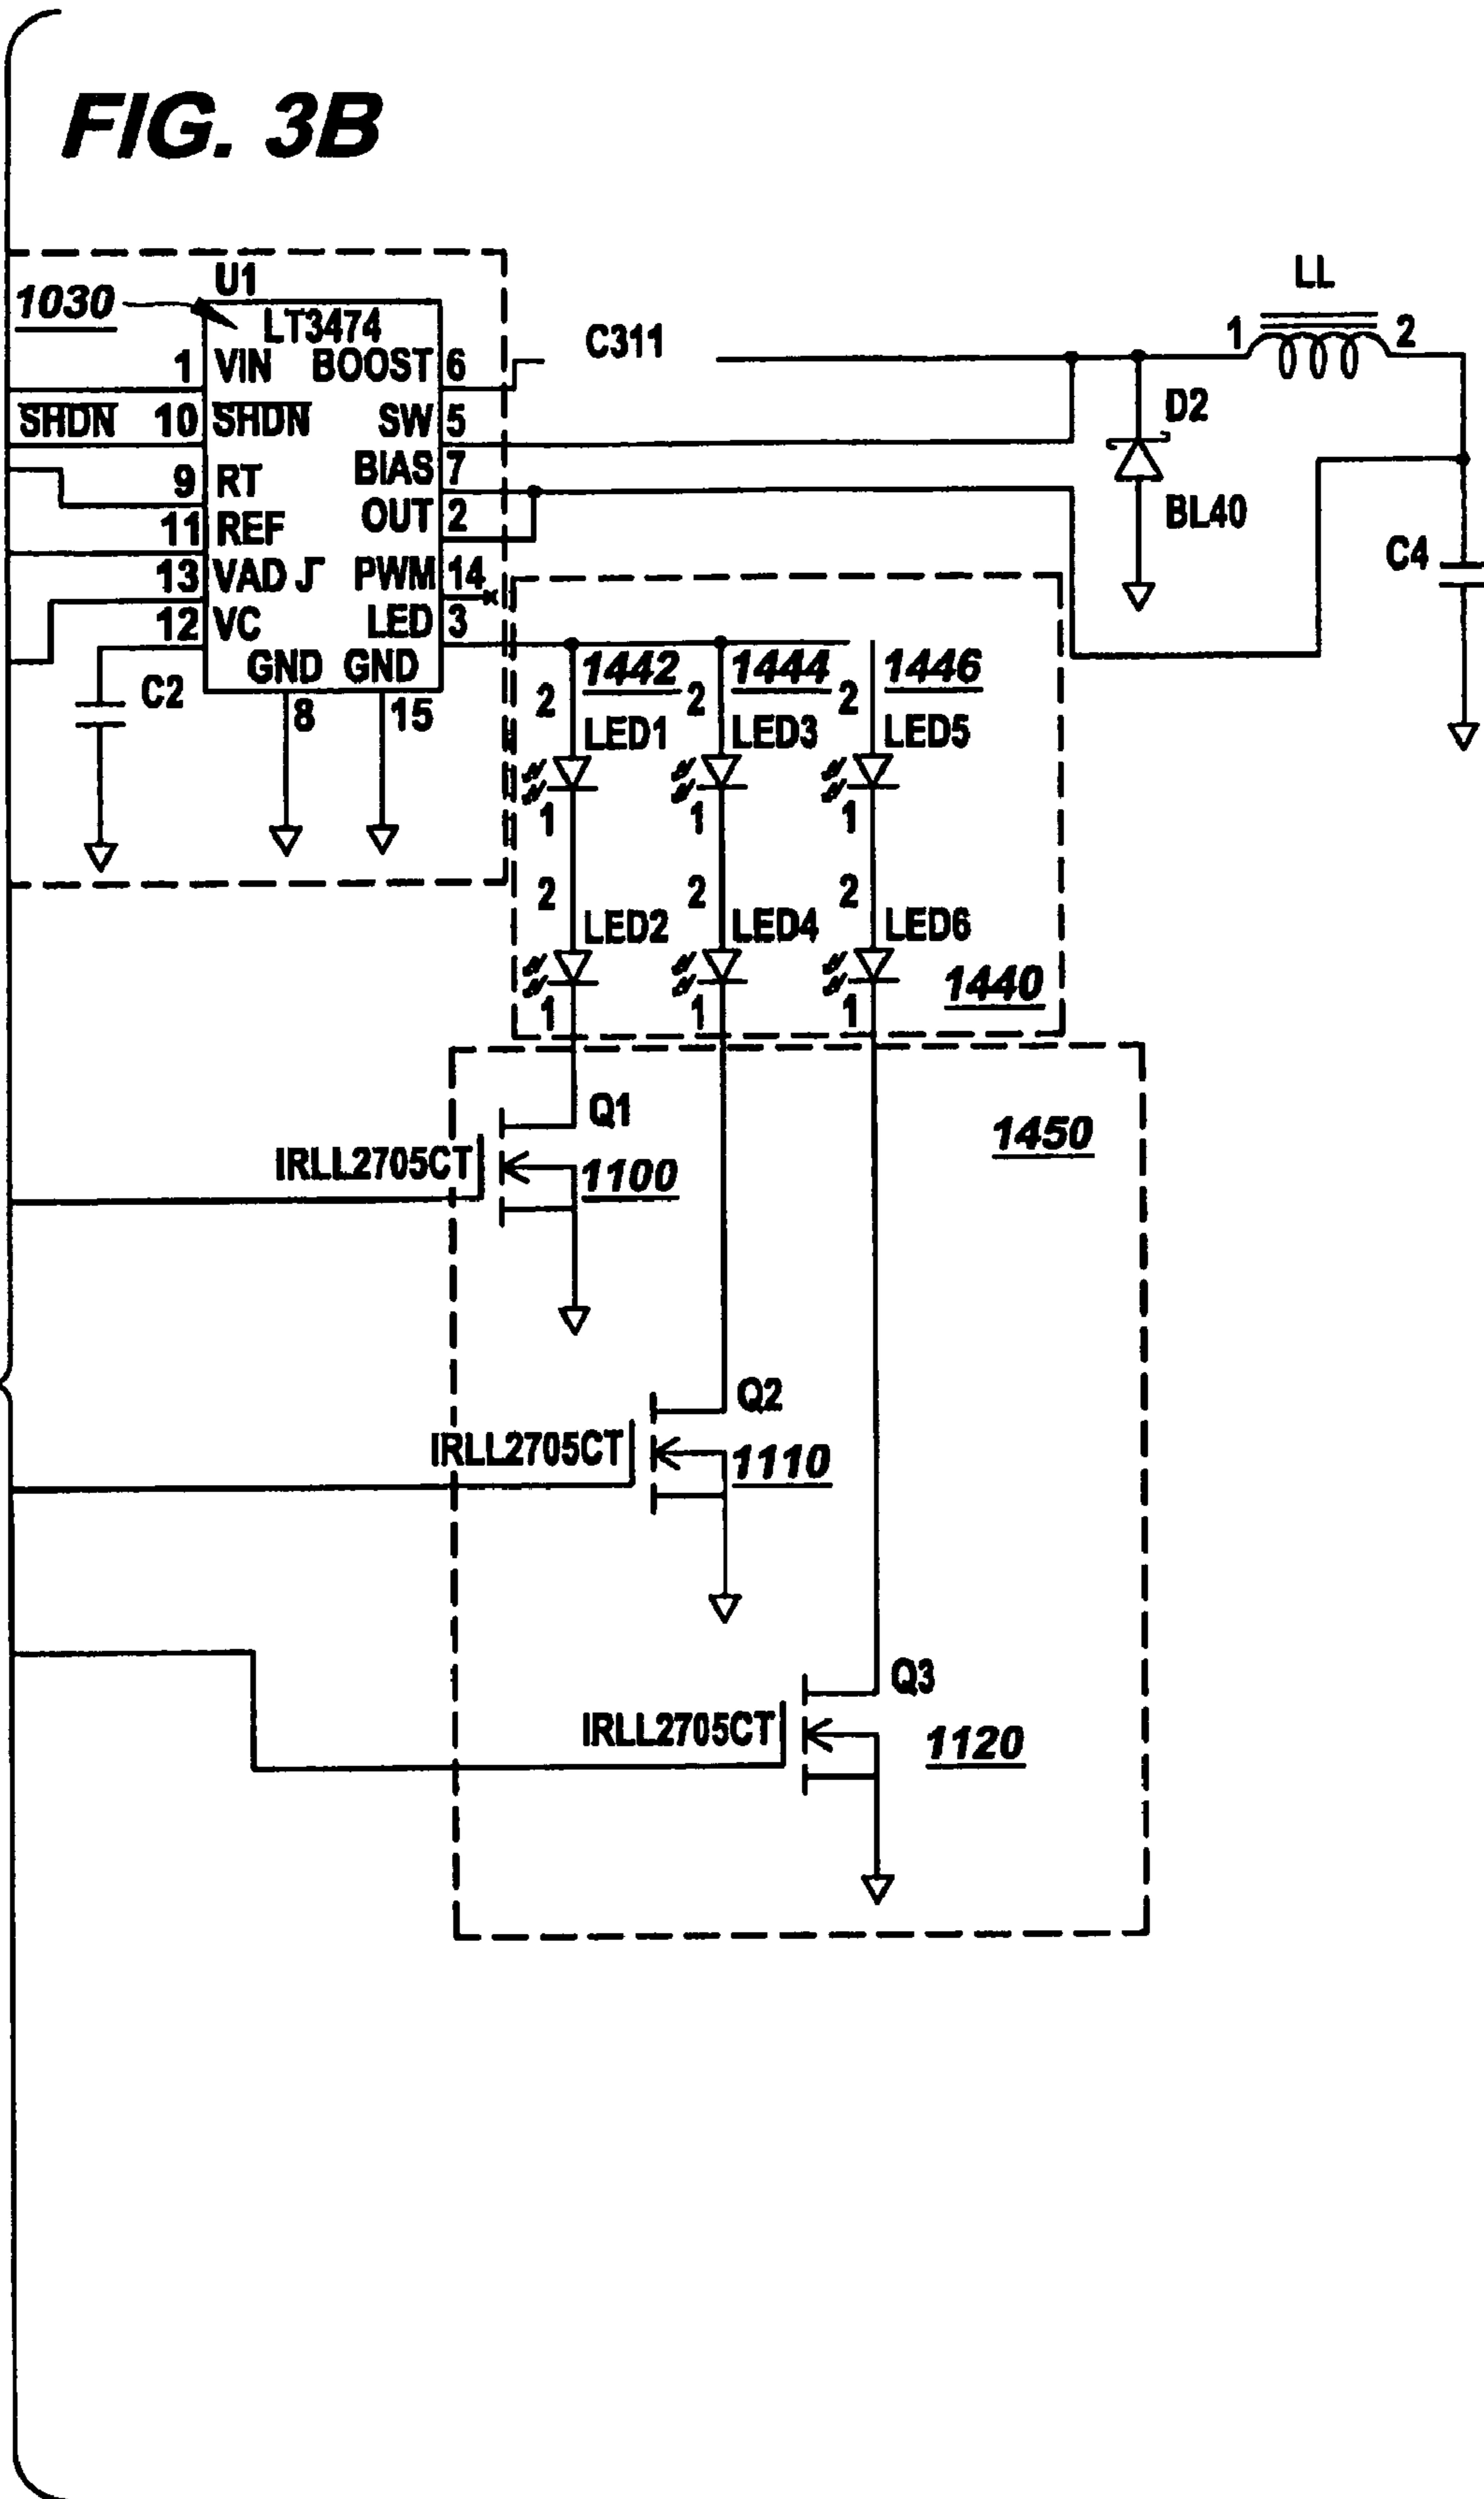 FIG. 3B
U1
1030
LT3474
1 VIN BOOST 6
SHDN 10 SHDN SW 5
9 RT BIAS 7
11 REF OUT 2
13 VADJ PWM 14
12 VC LED 3
GND GND
8 15
C2
C311
LL
1 2
D2
BL40
C4
1442 1444 1446
2 2 2
LED1 LED3 LED5
1 1 1
2 2 2
LED2 LED4 LED6
1 1 1
1440
Q1
1450
IRLL2705CT
1100
Q2
IRLL2705CT
1110
Q3
IRLL2705CT
1120